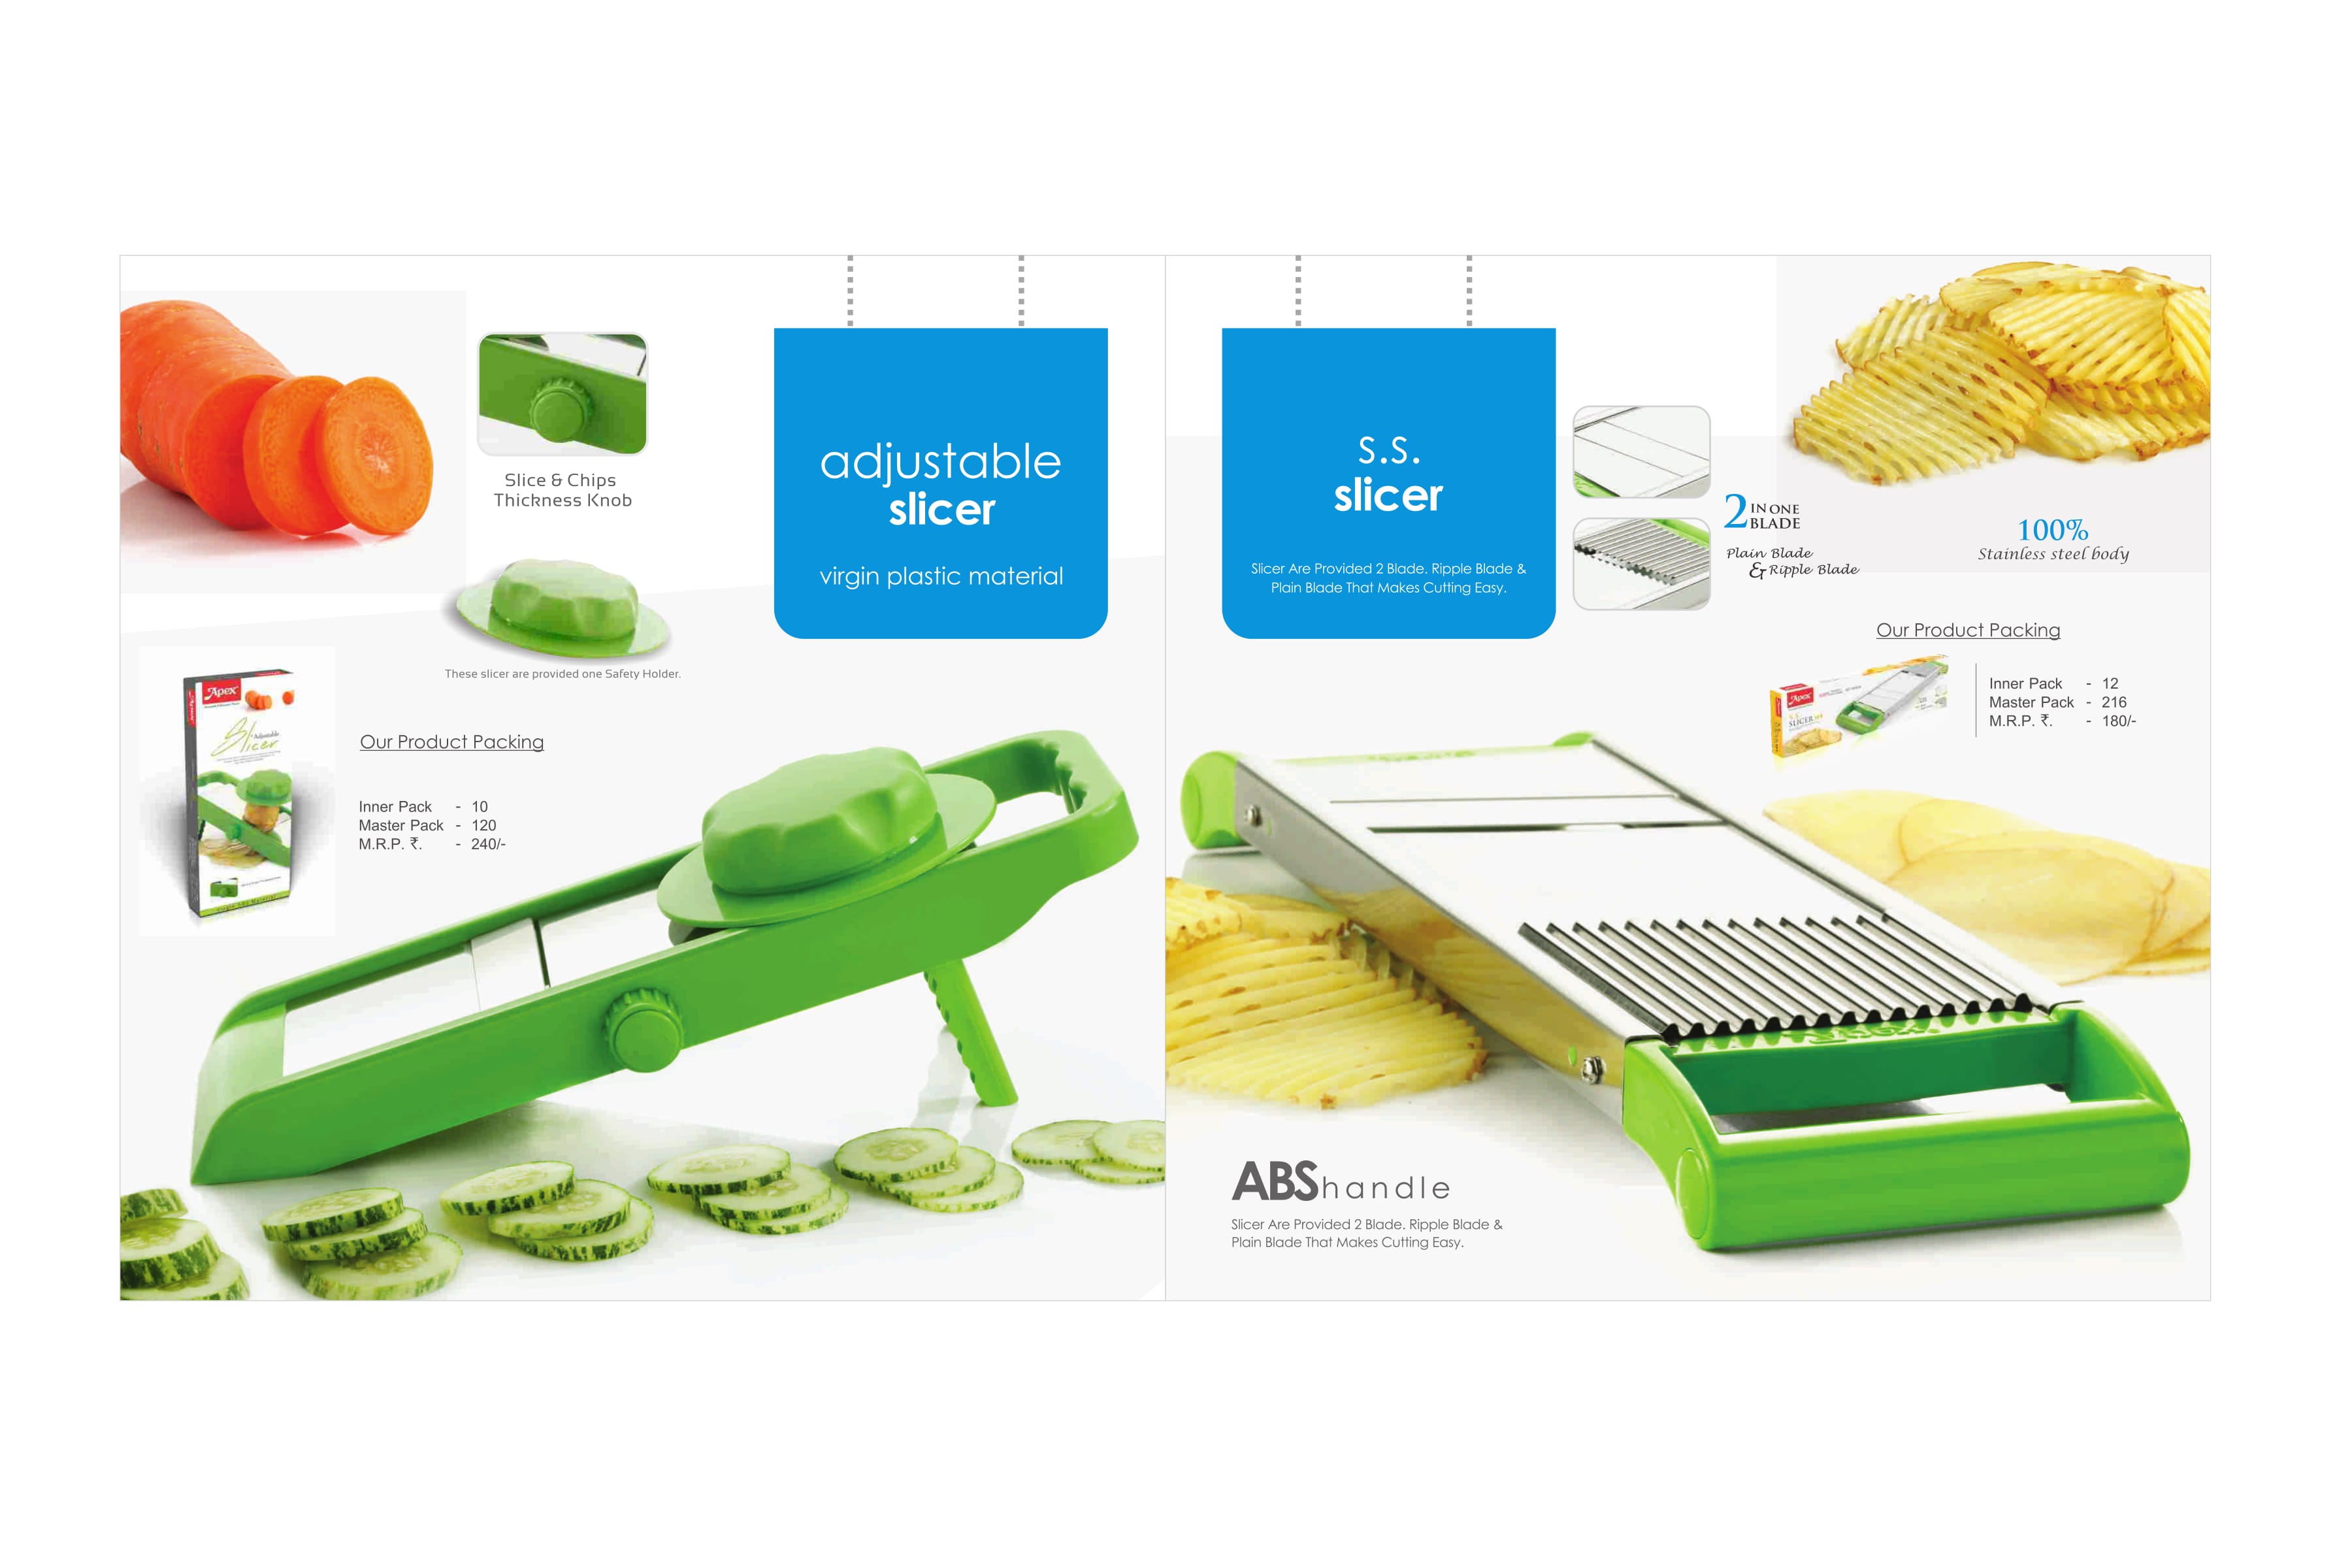 Slice & Chips
Thickness Knob
adjustable
slicer
virgin plastic material
These slicer are provided one Safety Holder.
Apex
Adjustable
Slicer
Our Product Packing
Inner Pack - 10
Master Pack - 120
M.R.P. ₹. - 240/-
s.s.
slicer
Slicer Are Provided 2 Blade. Ripple Blade &
Plain Blade That Makes Cutting Easy.
2 IN ONE
BLADE
Plain Blade
& Ripple Blade
100%
Stainless steel body
Our Product Packing
Apex
S.S.
SLICER
Inner Pack - 12
Master Pack - 216
M.R.P. ₹. - 180/-
ABS handle
Slicer Are Provided 2 Blade. Ripple Blade &
Plain Blade That Makes Cutting Easy.